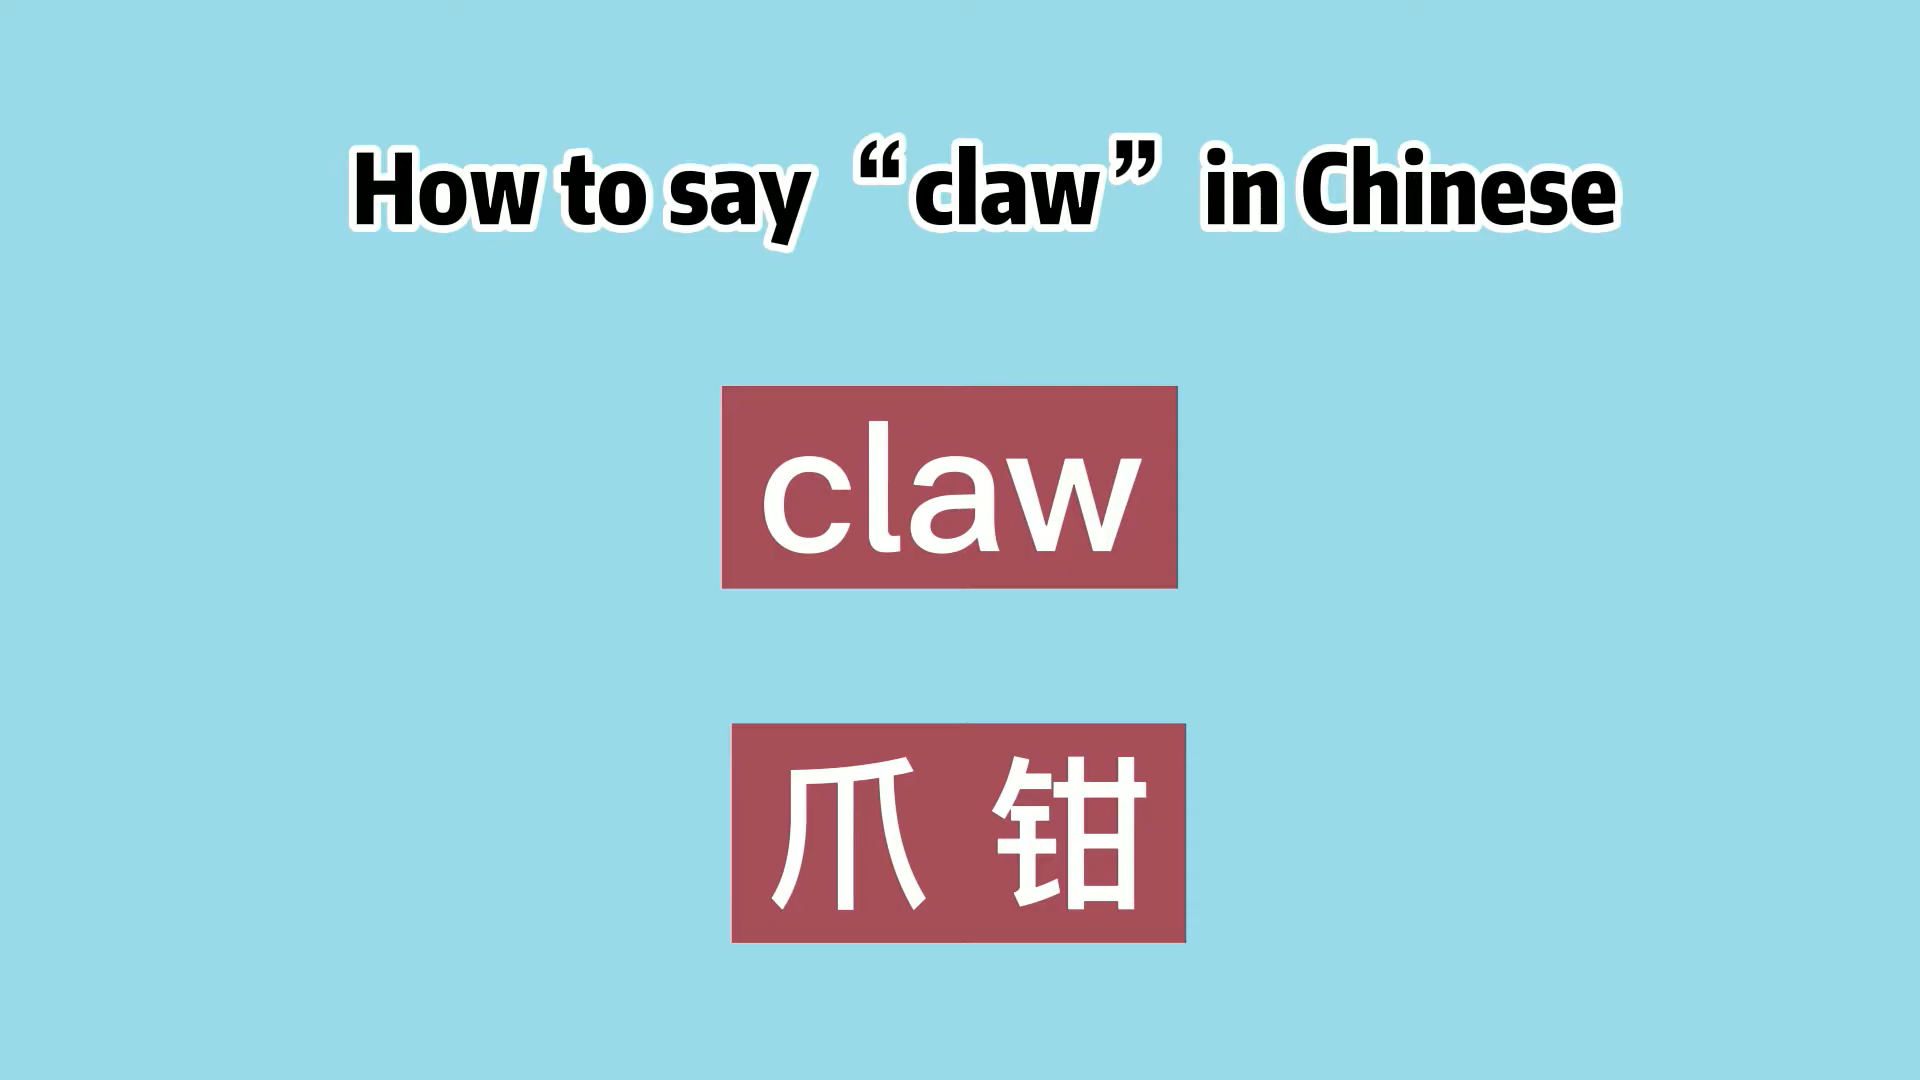 How to say “claw” in Chinese
claw
爪 钳